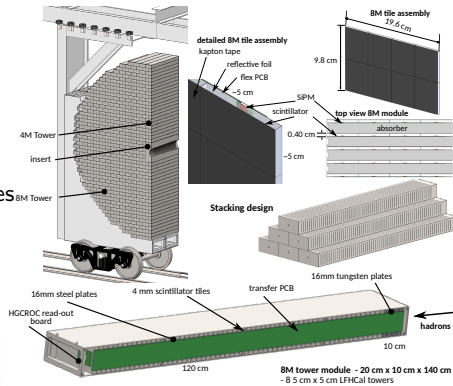 8M tile assembly
19.6 cm
9.8 cm
detailed 8M tile assembly
kapton tape
reflective foil
flex PCB
~5 cm
SiPM
scintillator
top view 8M module
absorber
0.40 cm
~5 cm
4M Tower
insert
es
8M Tower
Stacking design
16mm steel plates
4 mm scintillator tiles
transfer PCB
16mm tungsten plates
HGCROC read-out
board
hadrons
10 cm
120 cm
8M tower module - 20 cm x 10 cm x 140 cm
- 8 5 cm x 5 cm LFHCal towers